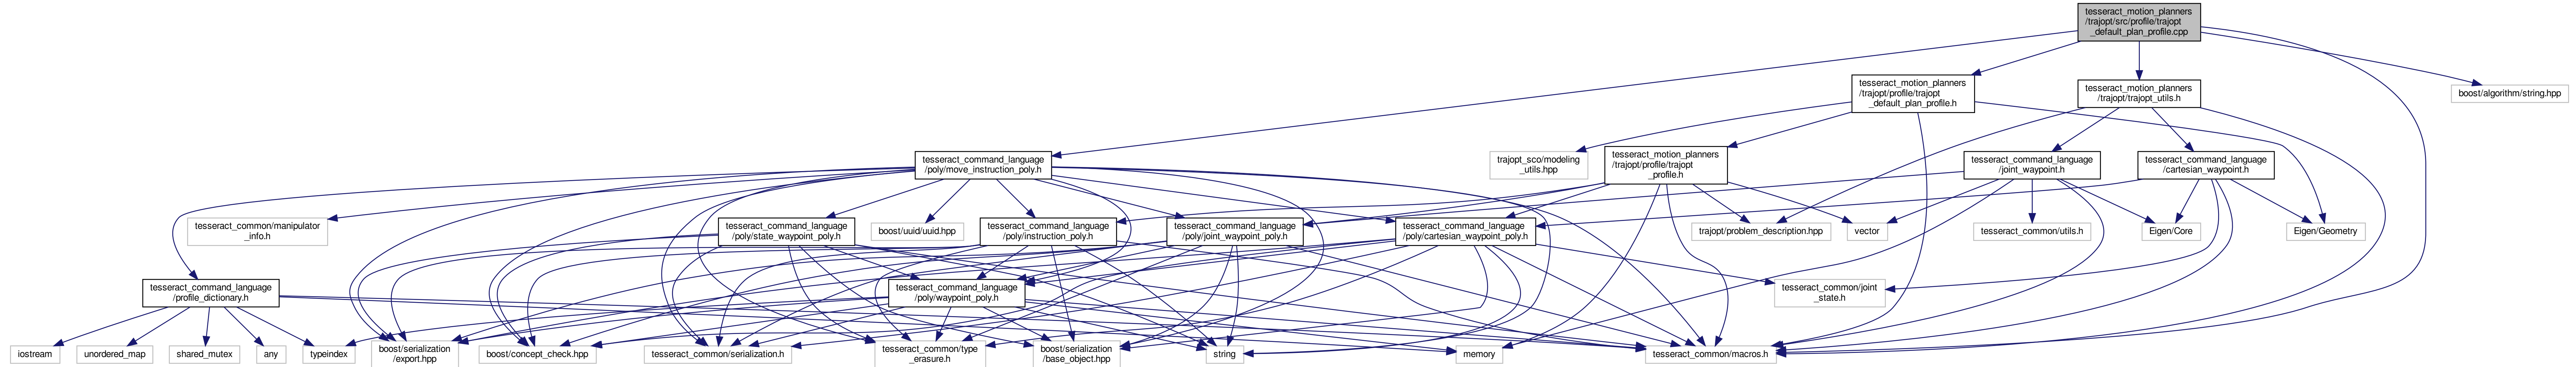 tesseract_motion_planners
/trajopt/src/profile/trajopt
_default_plan_profile.cpp
tesseract_motion_planners
/trajopt/profile/trajopt
_default_plan_profile.h
tesseract_motion_planners
/trajopt/trajopt_utils.h
boost/algorithm/string.hpp
tesseract_command_language
/poly/move_instruction_poly.h
trajopt_sco/modeling
_utils.hpp
tesseract_motion_planners
/trajopt/profile/trajopt
_profile.h
tesseract_command_language
/joint_waypoint.h
tesseract_command_language
/cartesian_waypoint.h
tesseract_common/manipulator
_info.h
tesseract_command_language
/poly/state_waypoint_poly.h
boost/uuid/uuid.hpp
tesseract_command_language
/poly/instruction_poly.h
tesseract_command_language
/poly/joint_waypoint_poly.h
tesseract_command_language
/poly/cartesian_waypoint_poly.h
trajopt/problem_description.hpp
vector
tesseract_common/utils.h
Eigen/Core
Eigen/Geometry
tesseract_command_language
/profile_dictionary.h
tesseract_command_language
/poly/waypoint_poly.h
tesseract_common/joint
_state.h
iostream
unordered_map
shared_mutex
any
typeindex
boost/serialization
/export.hpp
boost/concept_check.hpp
tesseract_common/serialization.h
tesseract_common/type
_erasure.h
boost/serialization
/base_object.hpp
string
memory
tesseract_common/macros.h